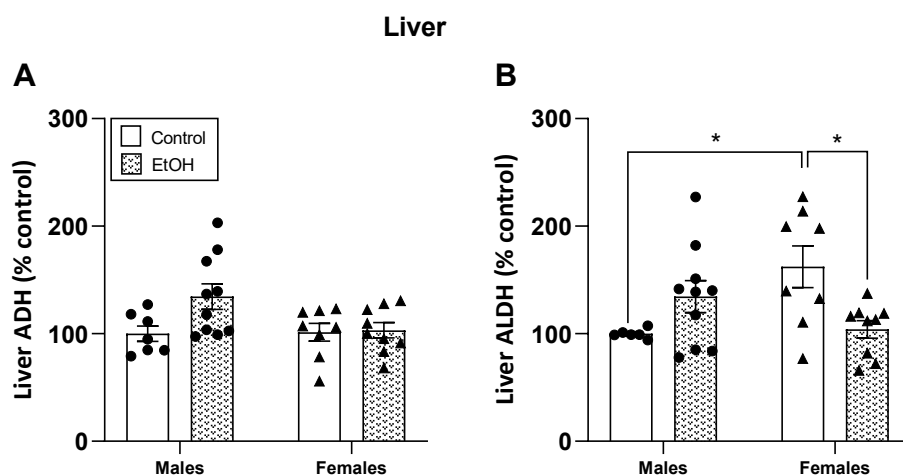 Liver
A
Liver ADH (% control)
300
200
100
0
Control
EtOH
Males
Females
B
Liver ALDH (% control)
300
200
100
0
*
*
Males
Females